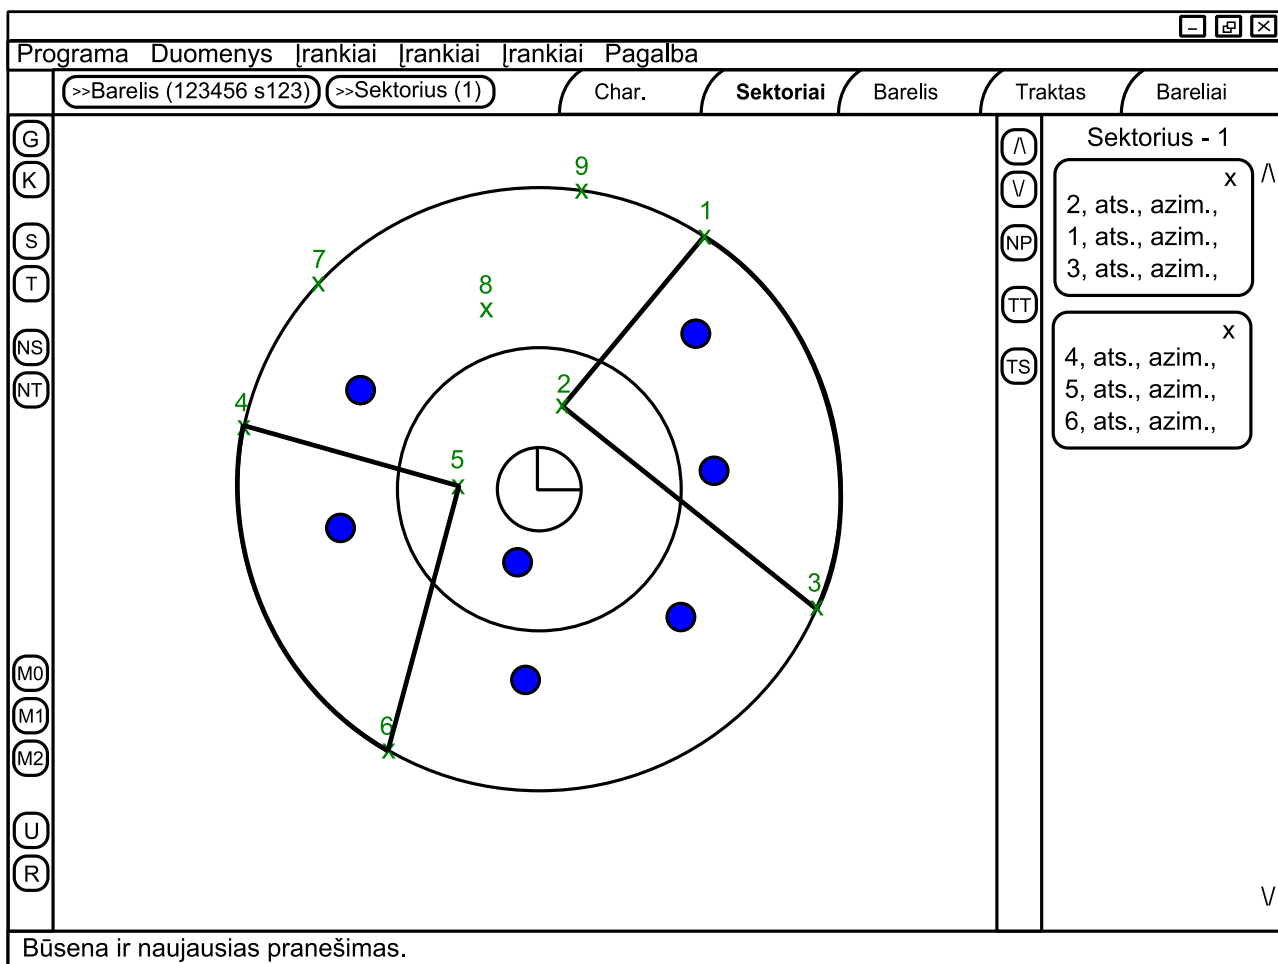 Programa Duomenys Įrankiai Įrankiai Įrankiai Pagalba
>>Barelis (123456 s123) >>Sektorius (1) Char. Sektoriai Barelis Traktas Bareliai
G
K
S
T
NS
NT
M0
M1
M2
U
R
9
1
7
8
2
4
5
3
6
/\
\/
NP
TT
TS
Sektorius - 1
/\
x
2, ats., azim.,
1, ats., azim.,
3, ats., azim.,
x
4, ats., azim.,
5, ats., azim.,
6, ats., azim.,
\/
Būsena ir naujausias pranešimas.